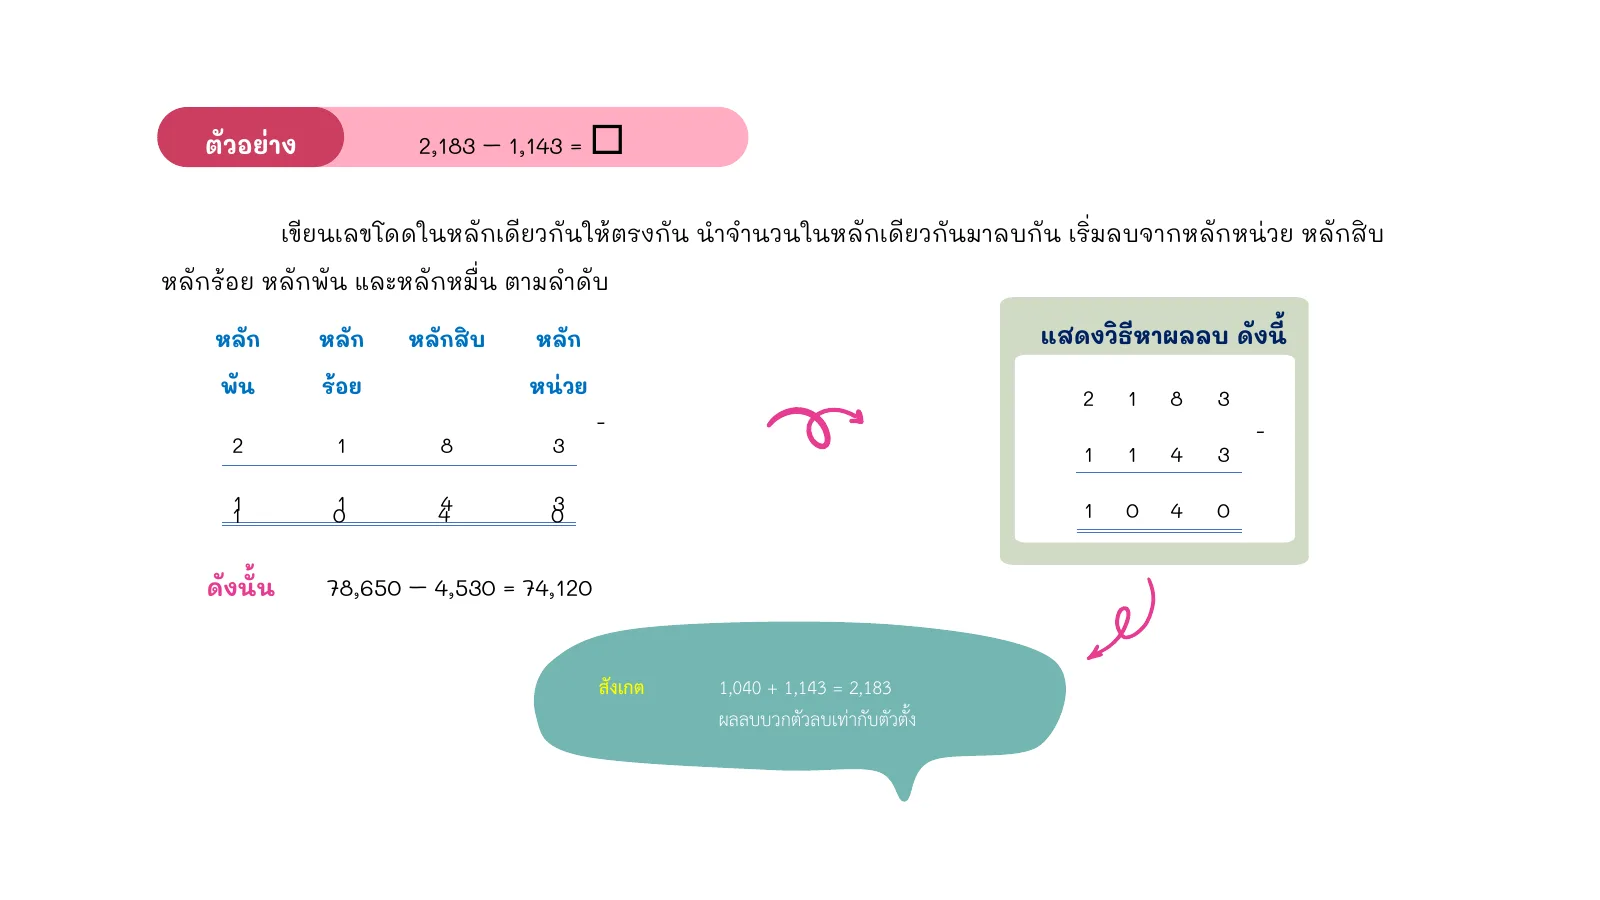 ตัวอย่าง 2,183 – 1,143 = □
เขียนเลขโดดในหลักเดียวกันให้ตรงกัน นำจำนวนในหลักเดียวกันมาลบกัน เริ่มลบจากหลักหน่วย หลักสิบ
หลักร้อย หลักพัน และหลักหมื่น ตามลำดับ
หลัก หลัก หลักสิบ หลัก
พัน ร้อย หน่วย
-
2 1 8 3
1 1 4 3
1 0 4 0
แสดงวิธีหาผลลบ ดังนี้
2 1 8 3
-
1 1 4 3
1 0 4 0
ดังนั้น 78,650 – 4,530 = 74,120
สังเกต 1,040 + 1,143 = 2,183
ผลลบบวกตัวลบเท่ากับตัวตั้ง